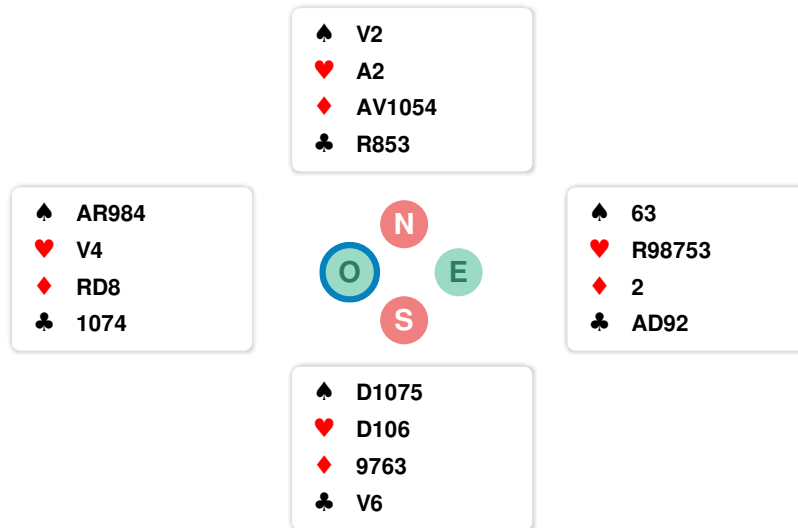 ♠ V2
♥ A2
♦ AV1054
♣ R853
♠ AR984
♥ V4
♦ RD8
♣ 1074
N
O E
S
♠ 63
♥ R98753
♦ 2
♣ AD92
♠ D1075
♥ D106
♦ 9763
♣ V6